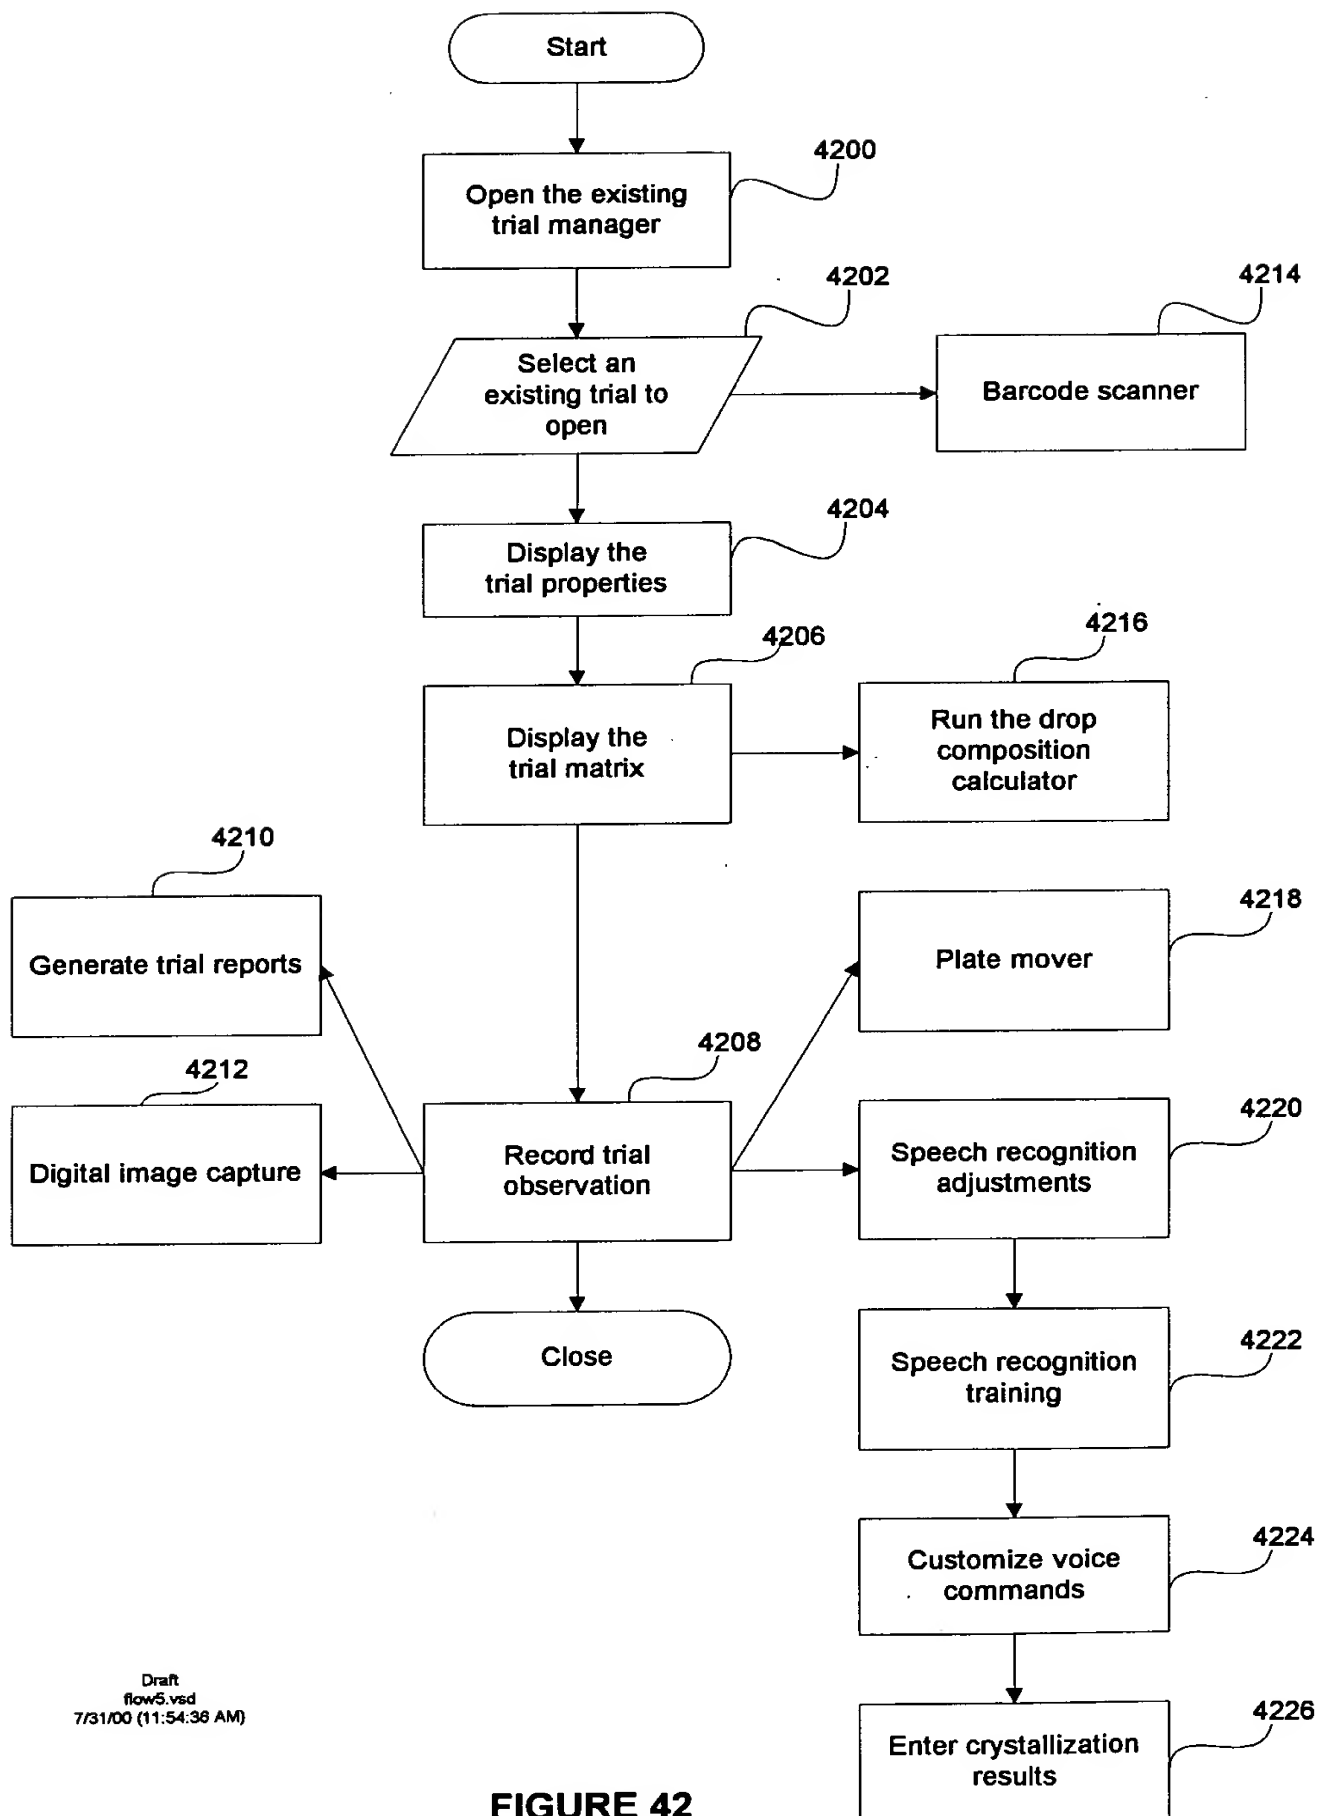 Start
4200
Open the existing
trial manager
4202
4214
Select an
existing trial to
open
Barcode scanner
4204
Display the
trial properties
4206
4216
Display the
trial matrix
Run the drop
composition
calculator
4210
4218
Generate trial reports
Plate mover
4208
4212
4220
Digital image capture
Record trial
observation
Speech recognition
adjustments
Close
4222
Speech recognition
training
4224
Customize voice
commands
Draft
flow5.vsd
7/31/00 (11:54:36 AM)
4226
Enter crystallization
results
FIGURE 42